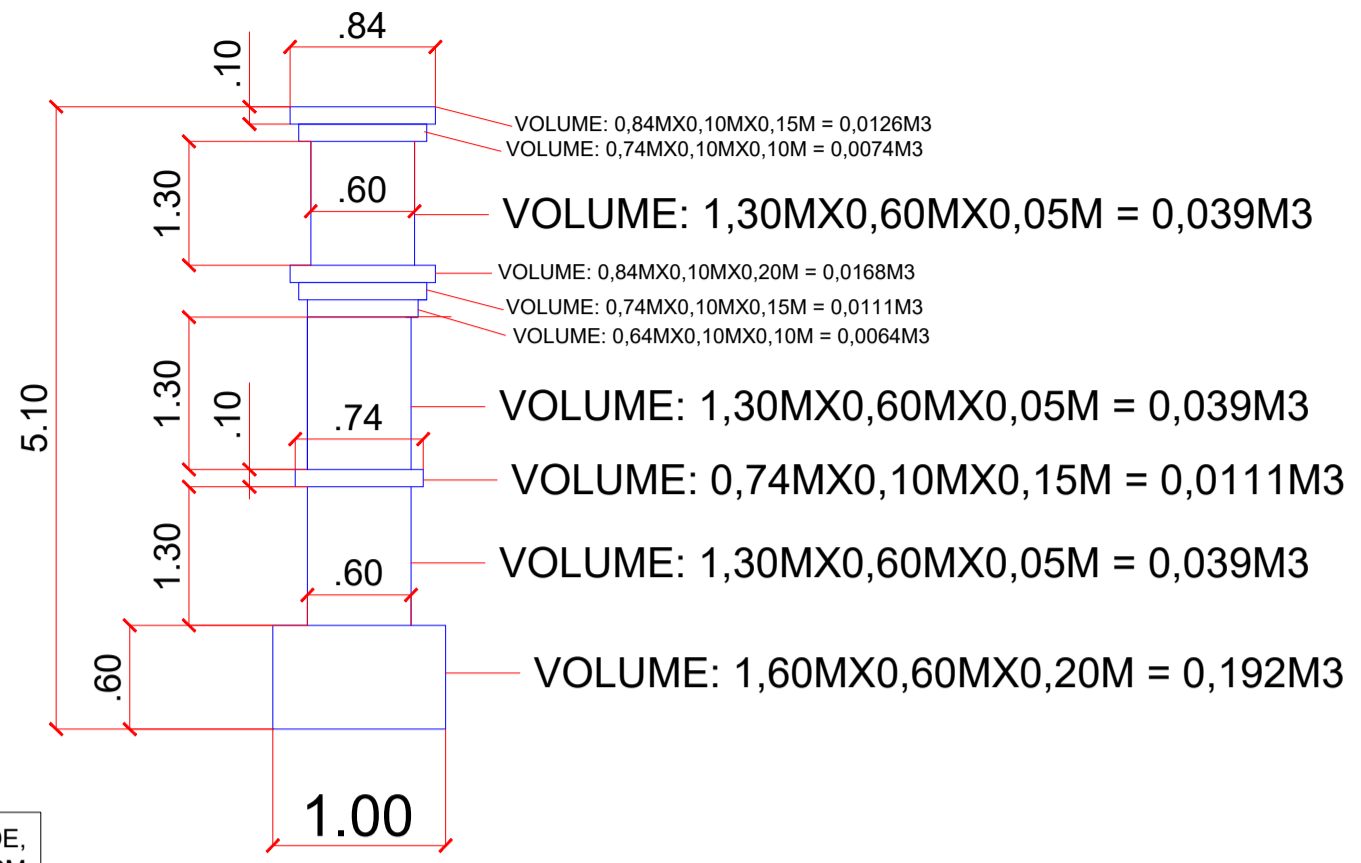 .84
.10
5.10
VOLUME: 0,84MX0,10MX0,15M = 0,0126M3
VOLUME: 0,74MX0,10MX0,10M = 0,0074M3
1.30
.60
VOLUME: 1,30MX0,60MX0,05M = 0,039M3
VOLUME: 0,84MX0,10MX0,20M = 0,0168M3
VOLUME: 0,74MX0,10MX0,15M = 0,0111M3
VOLUME: 0,64MX0,10MX0,10M = 0,0064M3
1.30
.10
.74
VOLUME: 1,30MX0,60MX0,05M = 0,039M3
VOLUME: 0,74MX0,10MX0,15M = 0,0111M3
1.30
.60
VOLUME: 1,30MX0,60MX0,05M = 0,039M3
.60
VOLUME: 1,60MX0,60MX0,20M = 0,192M3
1.00